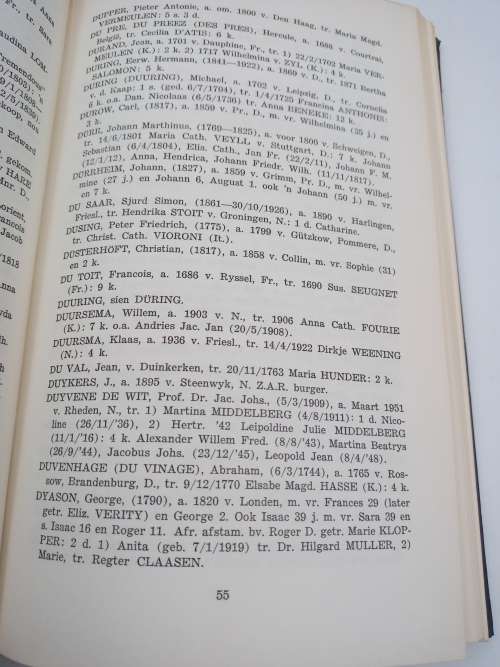 DUPPER, Pieter Antonie, a. om. 1800 v. Den Haag, tr. Maria Magd.
VERMEULEN: 5 s. 3 d.
DU PRE, DU PREEZ (DES PRES), Hercule, a. 1688 v. Courtrai,
België, tr. Cecilia D'ATIS: 6 k.
DURAND, Jean, a. 1701 v. Dauphine, Fr., tr. 1) 22/2/1702 Maria VER-
MEULEN (K.): 2 k. 2) 1717 Wilhelmina v. ZYL (K.): 4 k.
DURING, Eerw. Hermann, (1841—1922), a. 1869 v. D., tr. 1871 Bertha
SALOMON: 5 k.
DURING (DUURING), Michael, a. 1702 v. Leipzig, D., tr. Cornelia
v. d. Kaap: 1 s. (ged. 6/7/1704), tr. 1/4/1725 Francina ANTHONIE:
6 k. o.a. Dan. Nicolaas (6/5/1736) tr. Anna BENEKE: 12 k.
DUROW, Carl, (1817), a. 1859 v. Pr., D., m. vr. Wilhelmina (35 j.) en
3 k.
DURR, Johann Marthinus, (1769—1825), a. voor 1806 v. Schweigen, D.,
tr. 14/6/1801 Maria Cath. VEYLL v. Stuttgart, D.: 7 k. Johann
Sebastian (6/4/1804), Elia. Cath., Jan Fr. (22/2/11), Johann F. M.
(12/1/12), Anna, Hendrica, Johann Friedr. Wilh. (11/11/1817).
DURRHEIM, Johann, (1827), a. 1859 v. Grimm, Pr. D., m. vr. Wilhel-
mine (27 j.) en Johann 6, August 1. ook 'n Johann (50 j.) m. vr.
en 7 k.
DU SAAR, Sjurd Simon, (1861—30/10/1926), a. 1890 v. Harlingen,
Friesl., tr. Hendrika STOIT v. Groningen, N.: 1 d. Catharine.
DUSING, Peter Friedrich, (1775), a. 1799 v. Gützkow, Pommere, D.,
tr. Christ. Cath. VIORONI (It.).
DUSTERHOFT, Christian, (1817), a. 1858 v. Collin, m. vr. Sophie (31)
en 2 k.
DU TOIT, Francois, a. 1686 v. Ryssel, Fr., tr. 1690 Sus. SEUGNET
(Fr.): 9 k.
DUURING, sien DÜRING.
DUURSEMA, Willem, a. 1903 v. N., tr. 1906 Anna Cath. FOURIE
(K.): 7 k. o.a. Andries Jac. Jan (20/5/1908).
DUURSMA, Klaas, a. 1936 v. Friesl., tr. 14/4/1922 Dirkje WEENING
(N.): 4 k.
DU VAL, Jean, v. Duinkerken, tr. 20/11/1763 Maria HUNDER: 2 k.
DUYKERS, J., a. 1895 v. Steenwyk, N. Z.A.R. burger.
DUYVENE DE WIT, Prof. Dr. Jac. Johs., (5/3/1909), a. Maart 1951
v. Rheden, N., tr. 1) Martina MIDDELBERG (4/8/1911): 1 d. Nico-
line (26/11/'36), 2) Hertr. '42 Leipoldine Julie MIDDELBERG
(11/1/'16): 4 k. Alexander Willem Fred. (8/8/'43), Martina Beatrys
(26/9/'44), Jacobus Johs. (23/12/'45), Leopold Jean (8/4/'48).
DUVENHAGE (DU VINAGE), Abraham, (6/3/1744), a. 1765 v. Ros-
sow, Brandenburg, D., tr. 9/12/1770 Elsabe Magd. HASSE (K.): 4 k.
DYASON, George, (1790), a. 1820 v. Londen, m. vr. Frances 29 (later
getr. Eliz. VERITY) en George 2. Ook Isaac 39 j. m. vr. Sara 39 en
s. Isaac 16 en Roger 11. Afr. afstam. bv. Roger D. getr. Marie KLOP-
PER: 2 d. 1) Anita (geb. 7/1/1919) tr. Dr. Hilgard MULLER, 2)
Marie, tr. Regter CLAASEN.
55